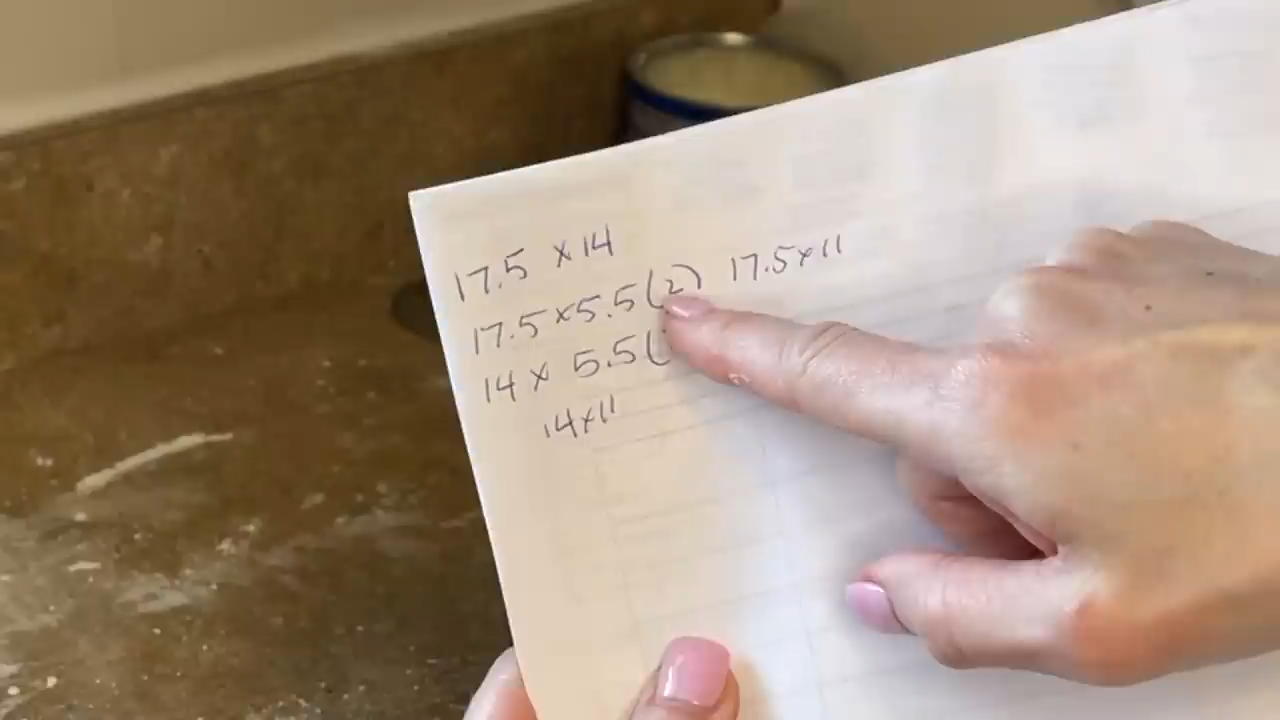 17.5 x 14
17.5 x 5.5 (2) 17.5 x 11
14 x 5.5 (
14 x 11